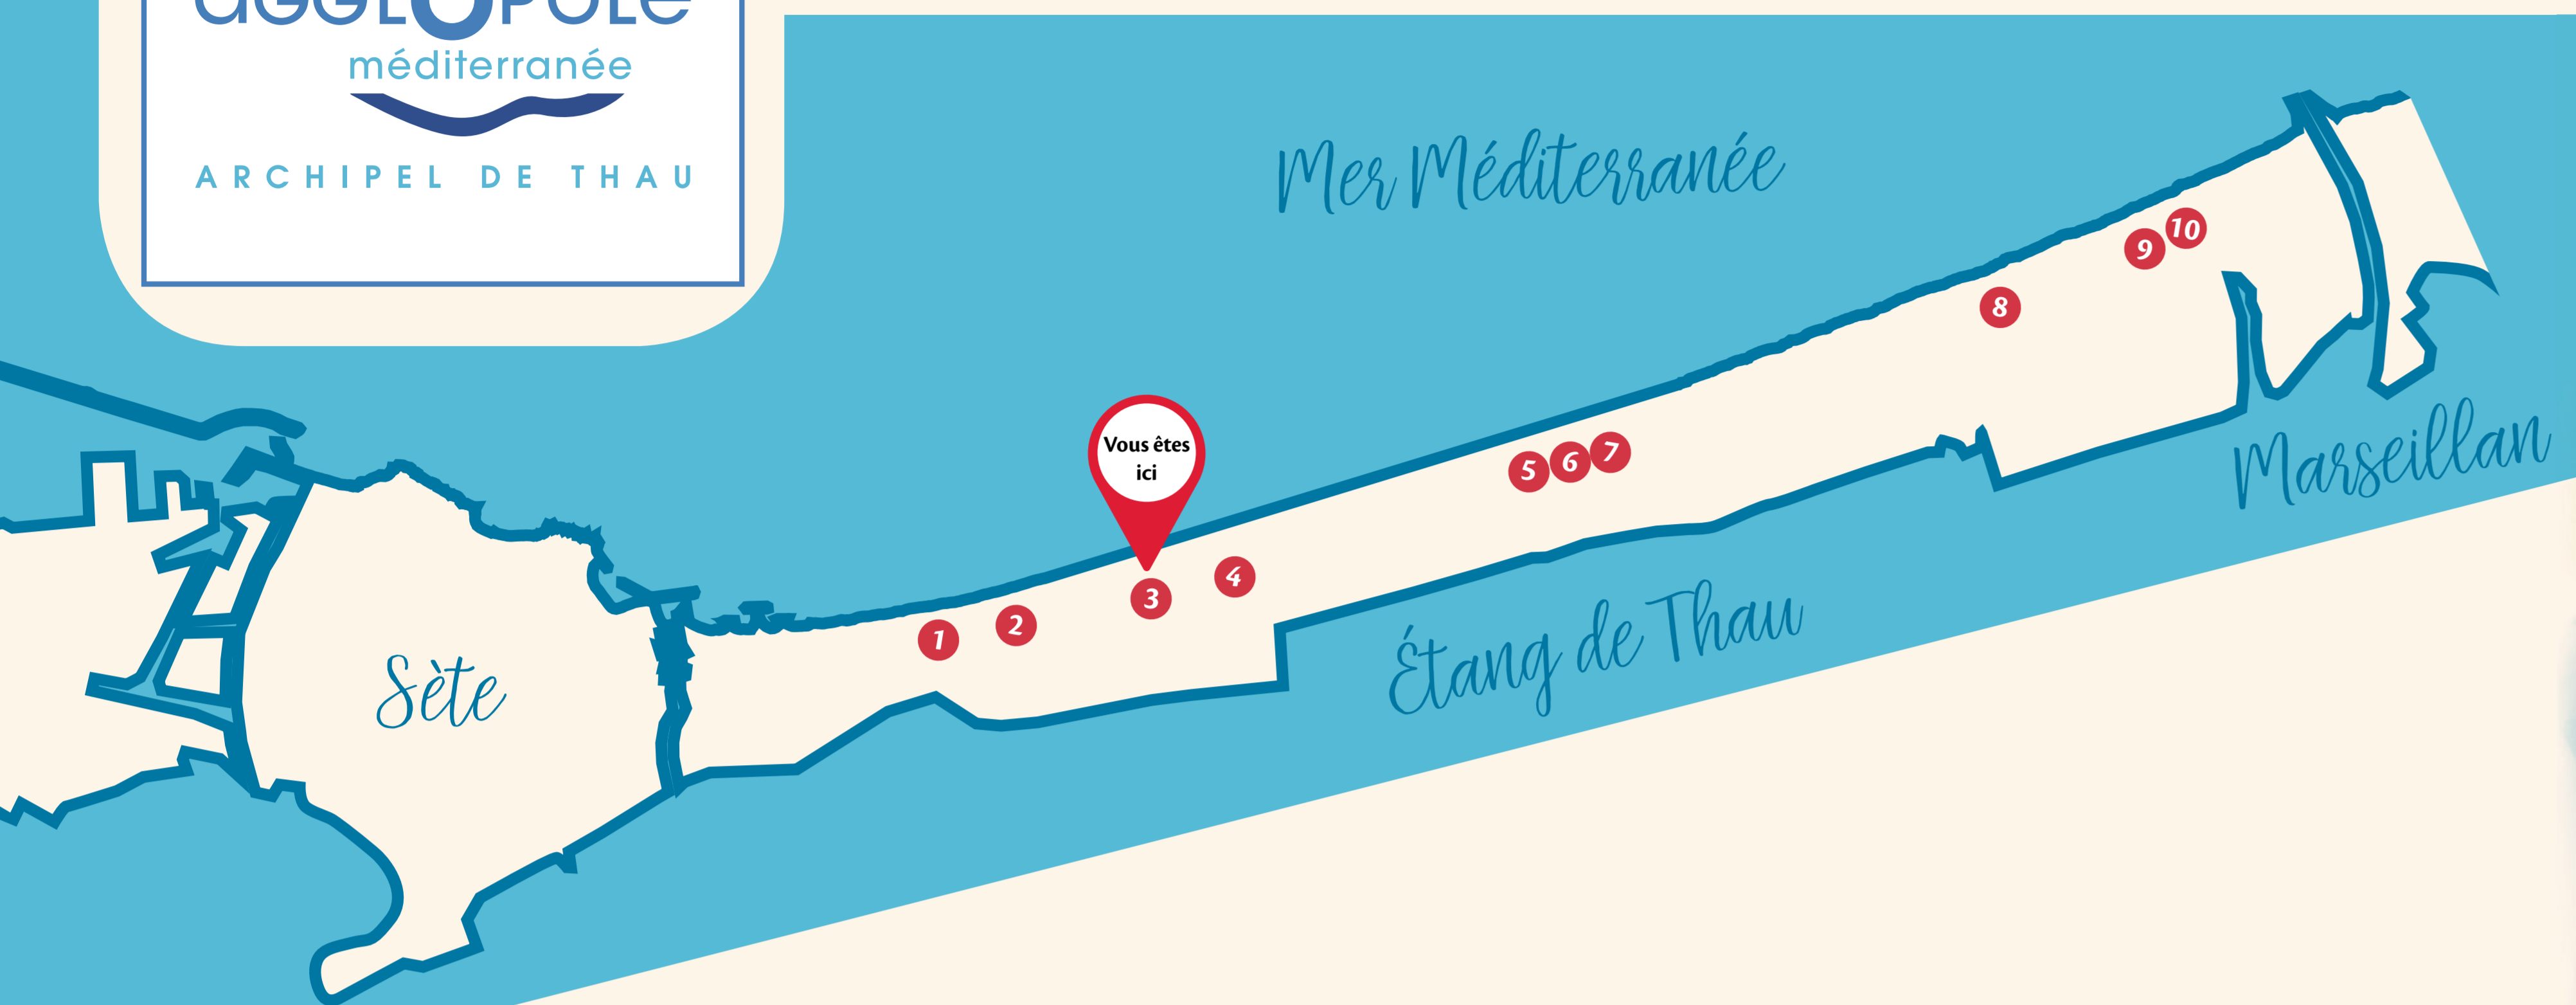 agglopole
méditerranée
ARCHIPEL DE THAU
Mer Méditerranée
10
9
8
Vous êtes
ici
7
6
5
4
3
2
1
Marseillan
Étang de Thau
Sète